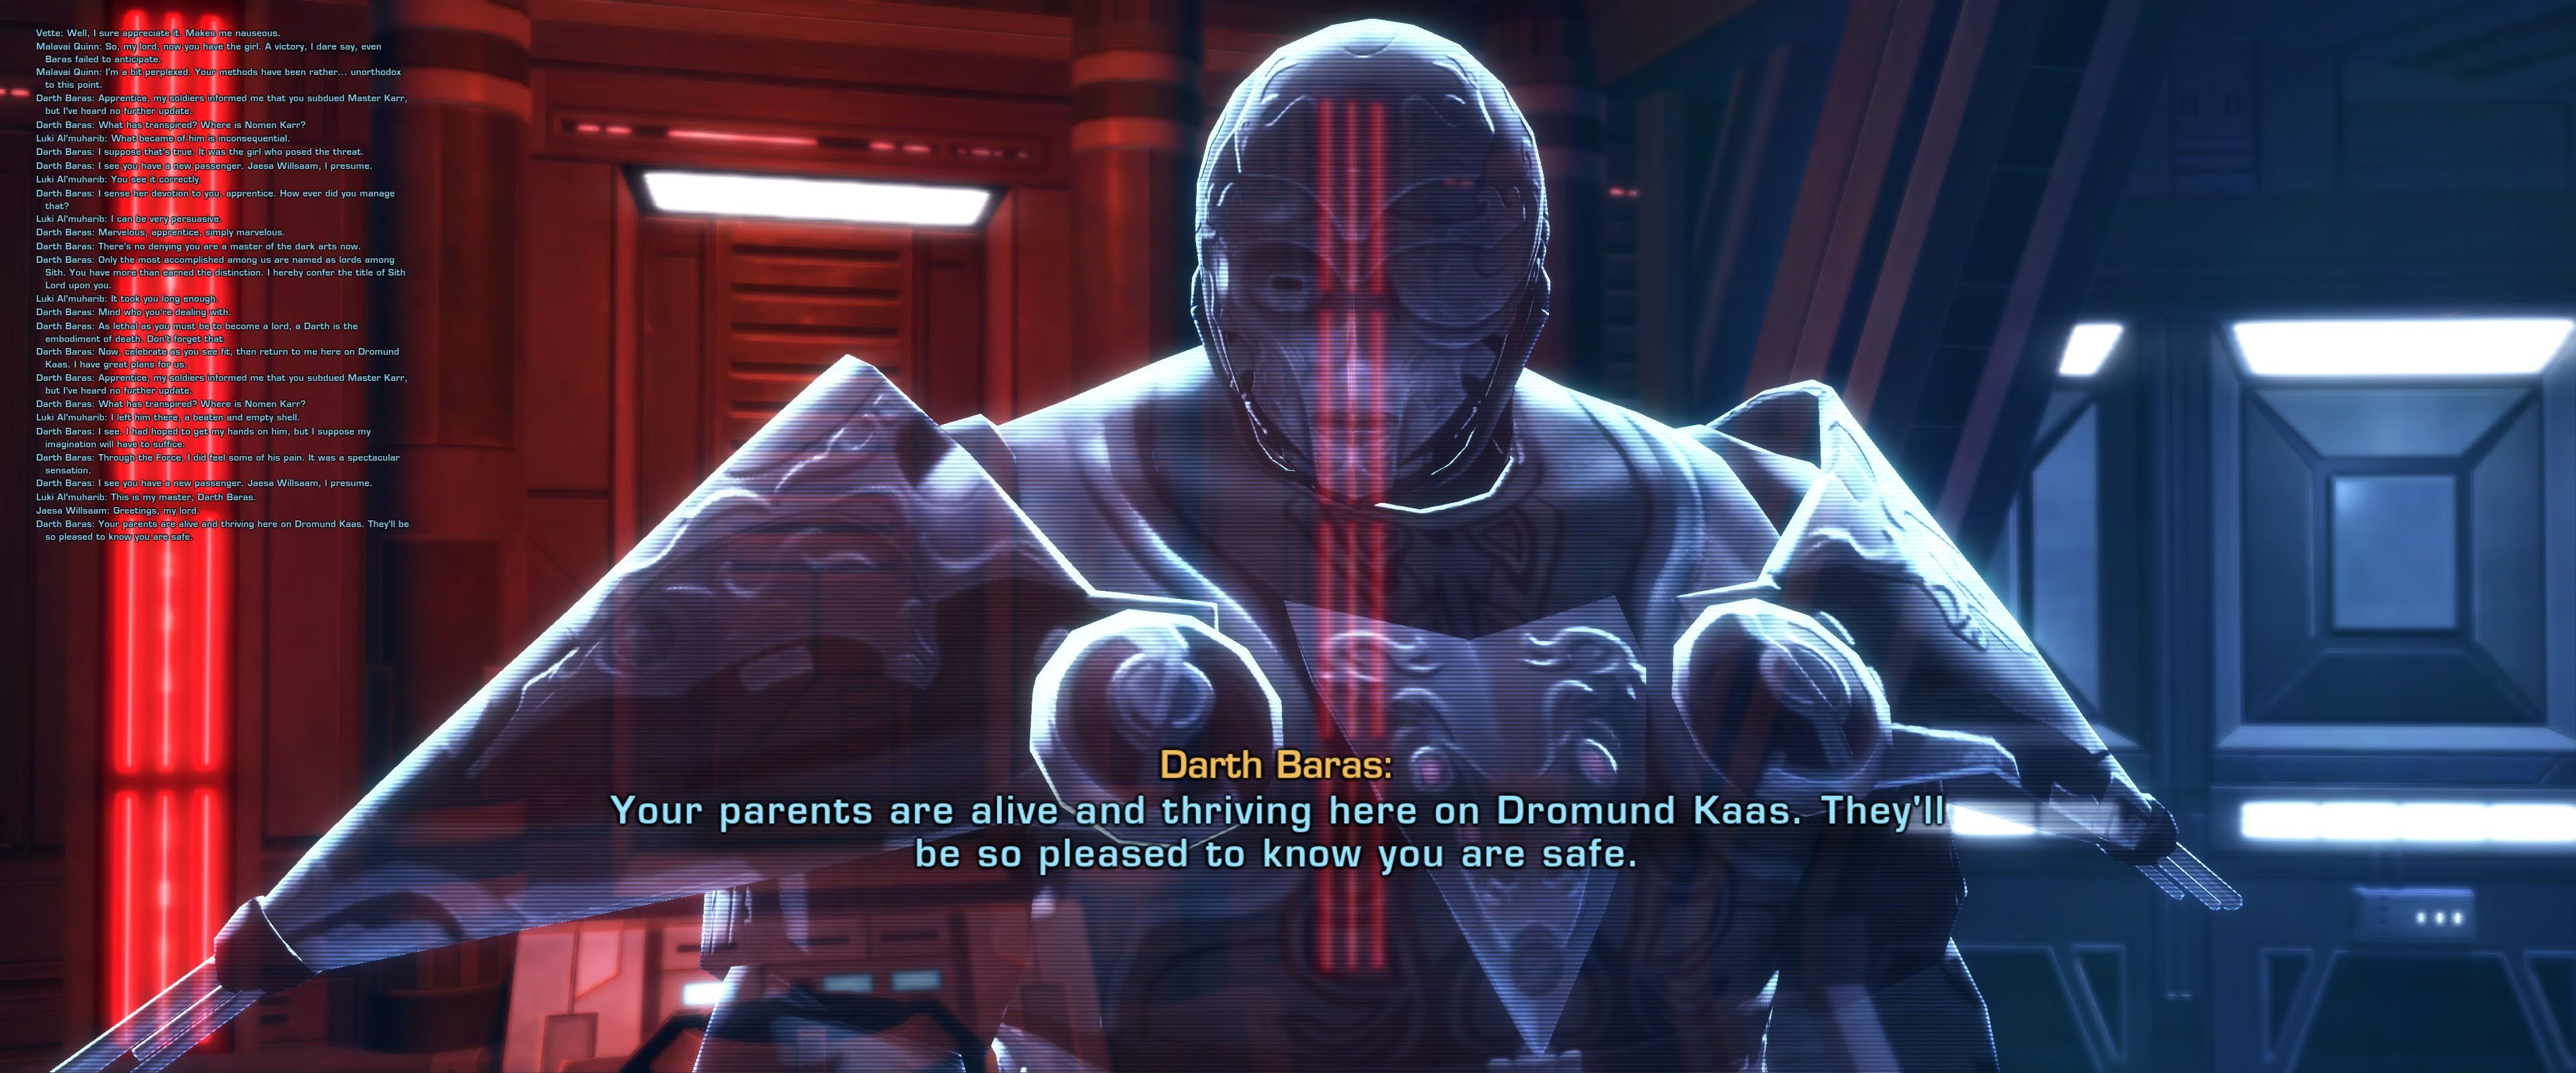 Vette: Well, I sure appreciate it. Makes me nauseous.
Malavai Quinn: So, my lord, now you have the girl. A victory, I dare say, even
Baras failed to anticipate.
Malavai Quinn: I'm a bit perplexed. Your methods have been rather... unorthodox
to this point.
Darth Baras: Apprentice, my soldiers informed me that you subdued Master Karr,
but I've heard no further update.
Darth Baras: What has transpired? Where is Nomen Karr?
Luki Al'muharib: What became of him is inconsequential.
Darth Baras: I suppose that's true. It was the girl who posed the threat.
Darth Baras: I see you have a new passenger. Jaesa Willsaam, I presume.
Luki Al'muharib: You see it correctly.
Darth Baras: I sense her devotion to you, apprentice. How ever did you manage
that?
Luki Al'muharib: I can be very persuasive.
Darth Baras: Marvelous, apprentice, simply marvelous.
Darth Baras: There's no denying you are a master of the dark arts now.
Darth Baras: Only the most accomplished among us are named as lords among
Sith. You have more than earned the distinction. I hereby confer the title of Sith
Lord upon you.
Luki Al'muharib: It took you long enough.
Darth Baras: Mind who you're dealing with.
Darth Baras: As lethal as you must be to become a lord, a Darth is the
embodiment of death. Don't forget that.
Darth Baras: Now, celebrate as you see fit, then return to me here on Dromund
Kaas. I have great plans for us.
Darth Baras: Apprentice, my soldiers informed me that you subdued Master Karr,
but I've heard no further update.
Darth Baras: What has transpired? Where is Nomen Karr?
Luki Al'muharib: I left him there, a beaten and empty shell.
Darth Baras: I see. I had hoped to get my hands on him, but I suppose my
imagination will have to suffice.
Darth Baras: Through the Force, I did feel some of his pain. It was a spectacular
sensation.
Darth Baras: I see you have a new passenger. Jaesa Willsaam, I presume.
Luki Al'muharib: This is my master, Darth Baras.
Jaesa Willsaam: Greetings, my lord.
Darth Baras: Your parents are alive and thriving here on Dromund Kaas. They'll be
so pleased to know you are safe.
Darth Baras:
Your parents are alive and thriving here on Dromund Kaas. They'll
be so pleased to know you are safe.